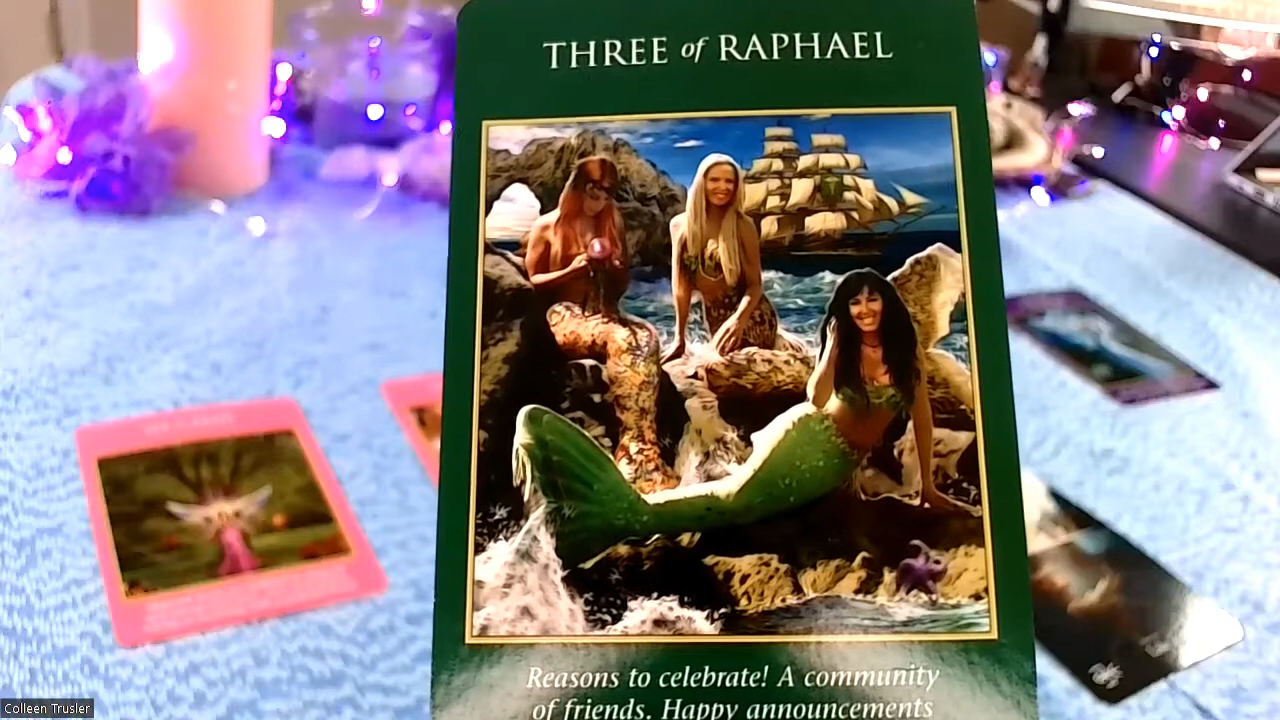 THREE of RAPHAEL
Reasons to celebrate! A community
of friends. Happy announcements
Colleen Trusler